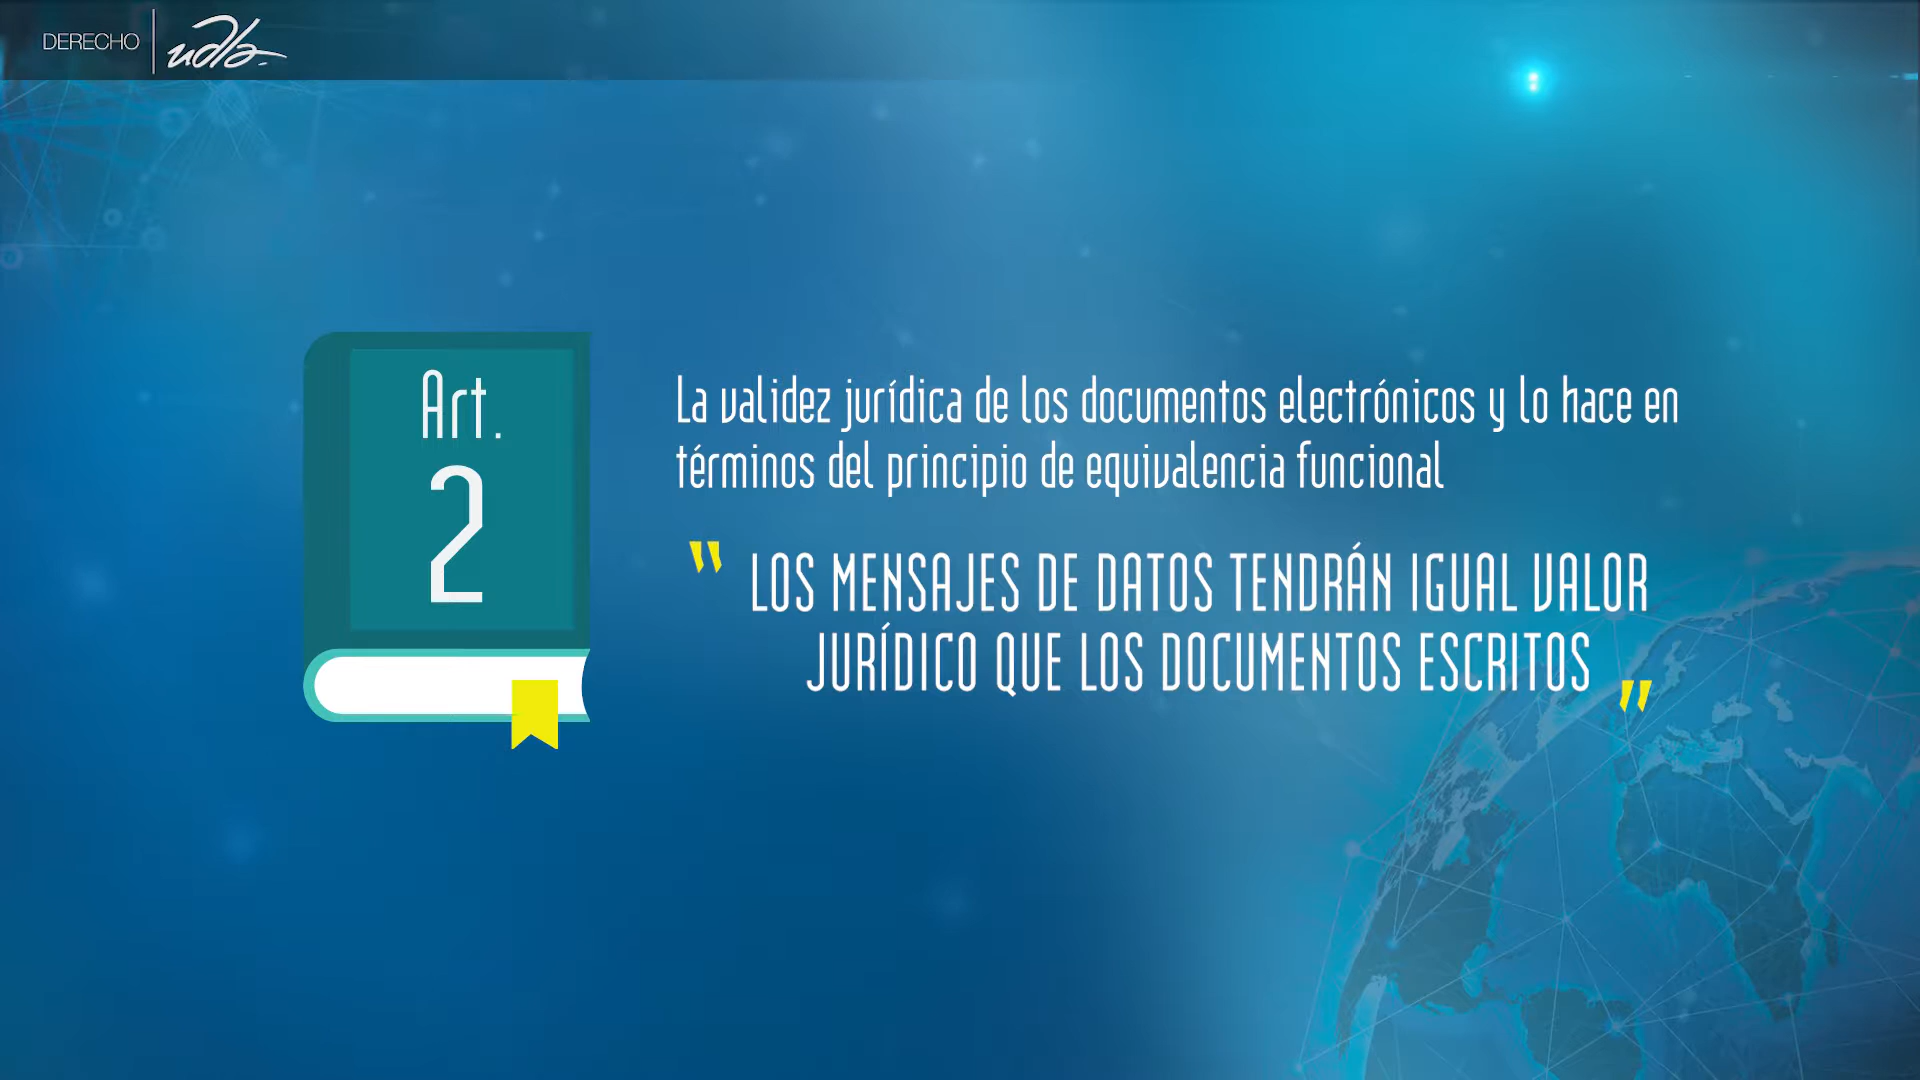 DERECHO
udla-
Art.
2
La validez jurídica de los documentos electrónicos y lo hace en
términos del principio de equivalencia funcional
" LOS MENSAJES DE DATOS TENDRÁN IGUAL VALOR
JURÍDICO QUE LOS DOCUMENTOS ESCRITOS "